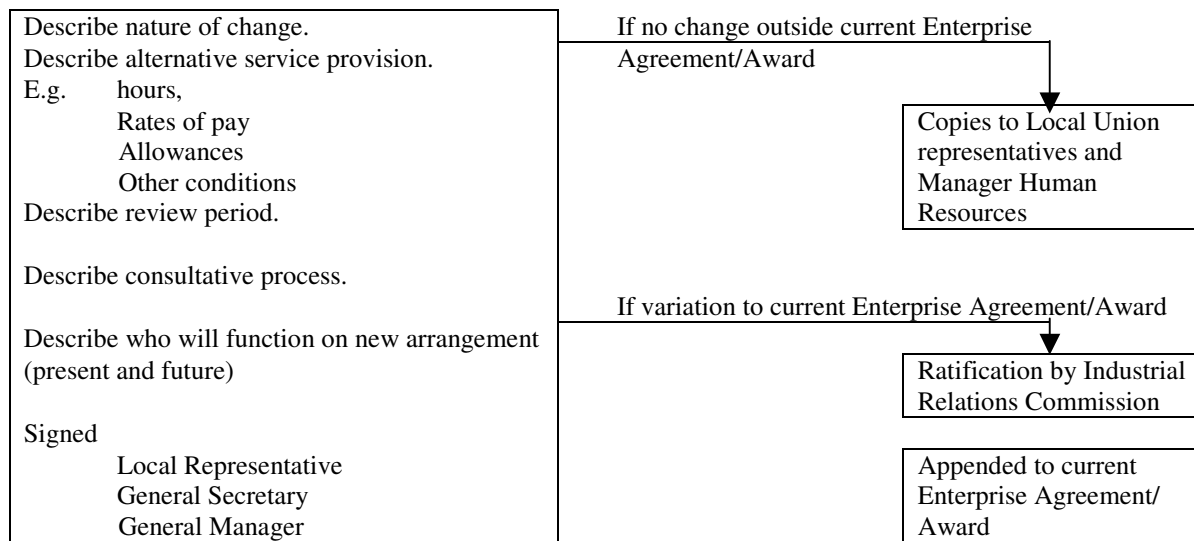 Describe nature of change.
Describe alternative service provision.
E.g. hours,
Rates of pay
Allowances
Other conditions
Describe review period.
Describe consultative process.
Describe who will function on new arrangement
(present and future)
Signed
Local Representative
General Secretary
General Manager
If no change outside current Enterprise
Agreement/Award
Copies to Local Union
representatives and
Manager Human
Resources
If variation to current Enterprise Agreement/Award
Ratification by Industrial
Relations Commission
Appended to current
Enterprise Agreement/
Award